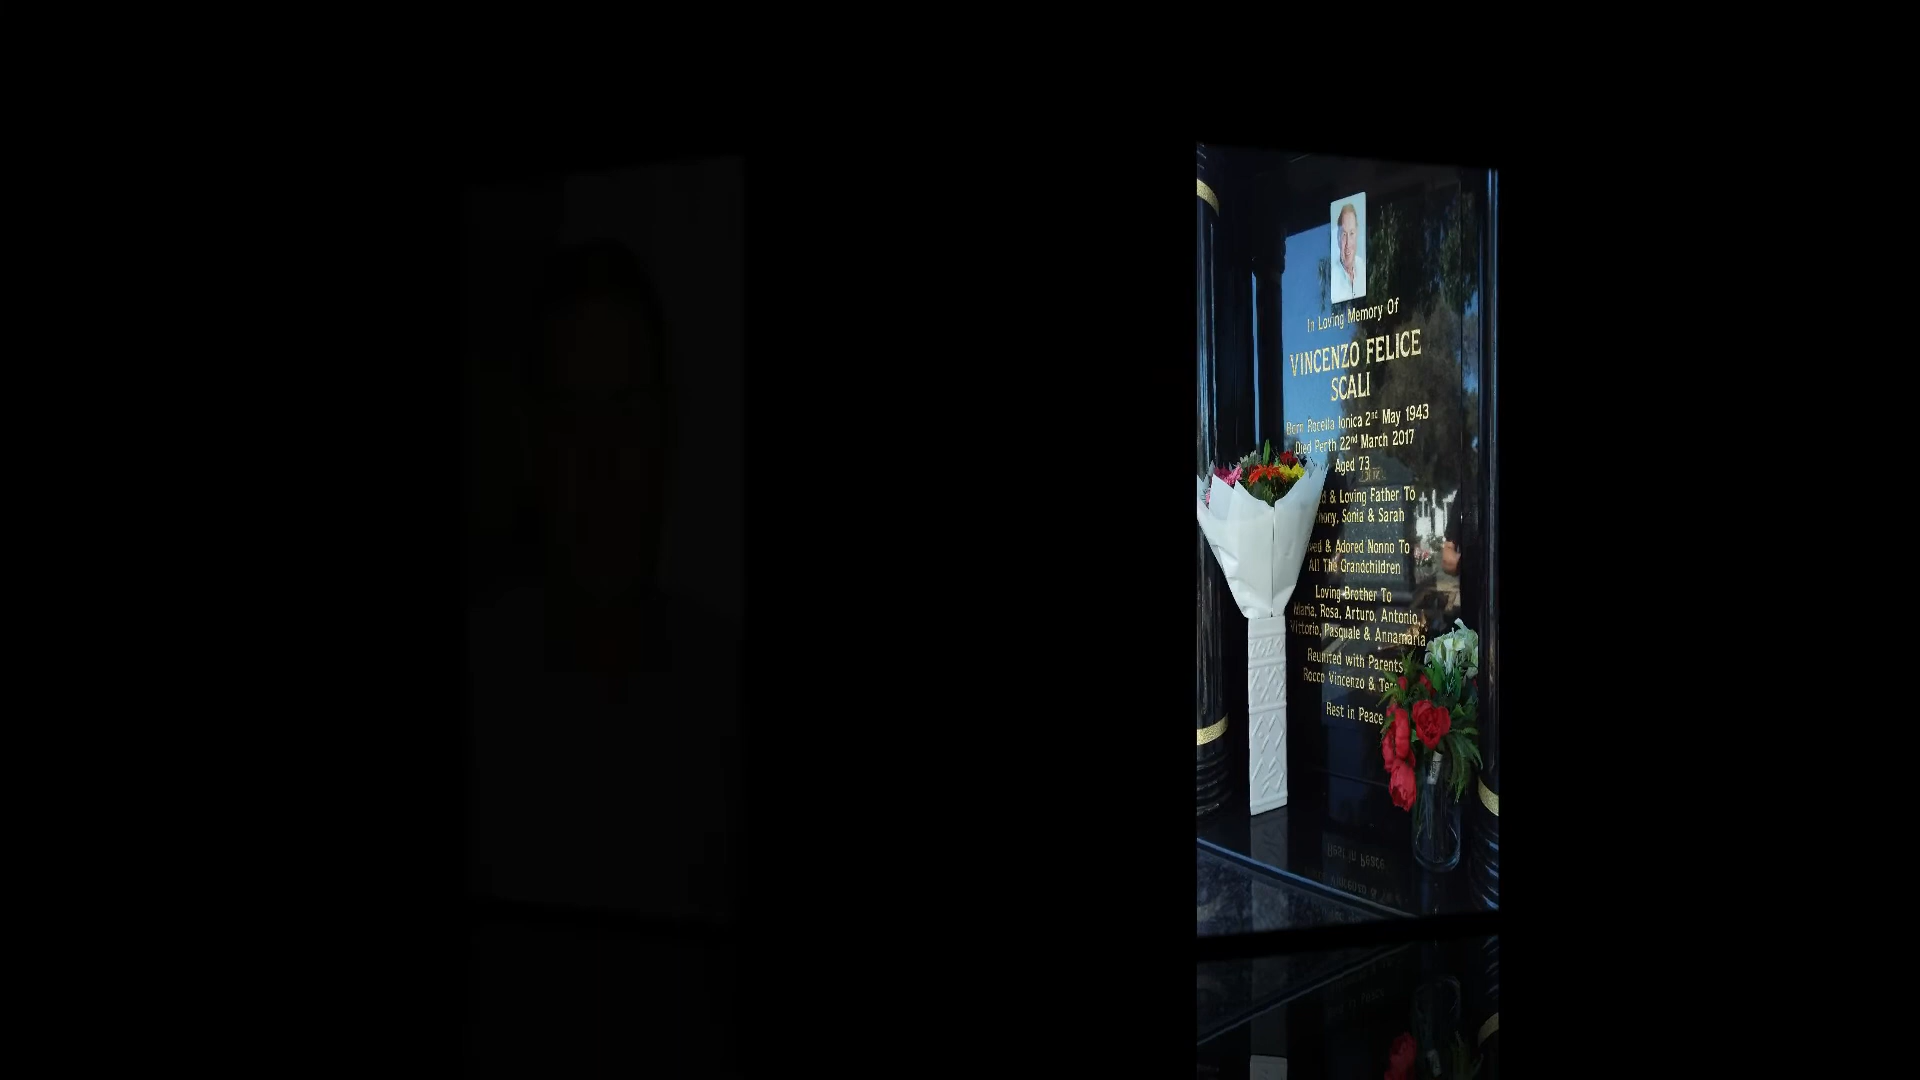 In Loving Memory Of
VINCENZO FELICE
SCALI
Born Rocella Ionica 2nd May 1943
Died Perth 22nd March 2017
Aged 73
& Loving Father To
Sonia & Sarah
& Adored Nonno To
All The Grandchildren
Loving Brother To
Maria, Rosa, Arturo, Antonio,
Vittorio, Pasquale & Annamaria
Reunited with Parents
Rocco Vincenzo &
Rest in Peace